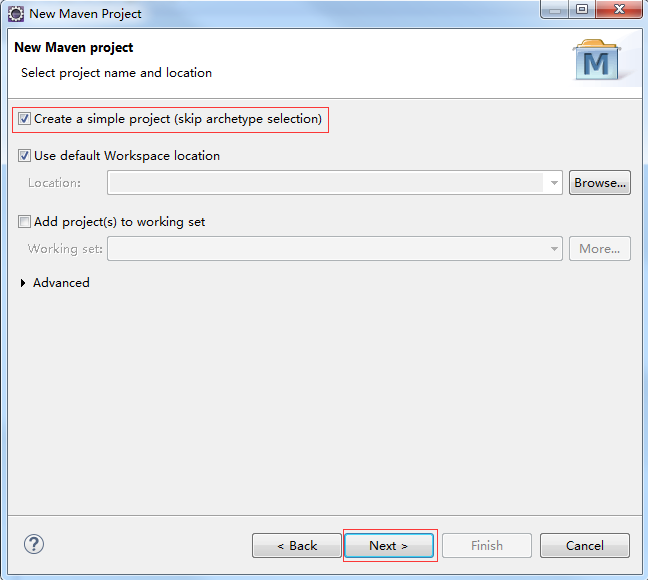 New Maven Project
New Maven project
Select project name and location
M
Create a simple project (skip archetype selection)
Use default Workspace location
Location:
Browse...
Add project(s) to working set
Working set:
More...
Advanced
?
< Back
Next >
Finish
Cancel